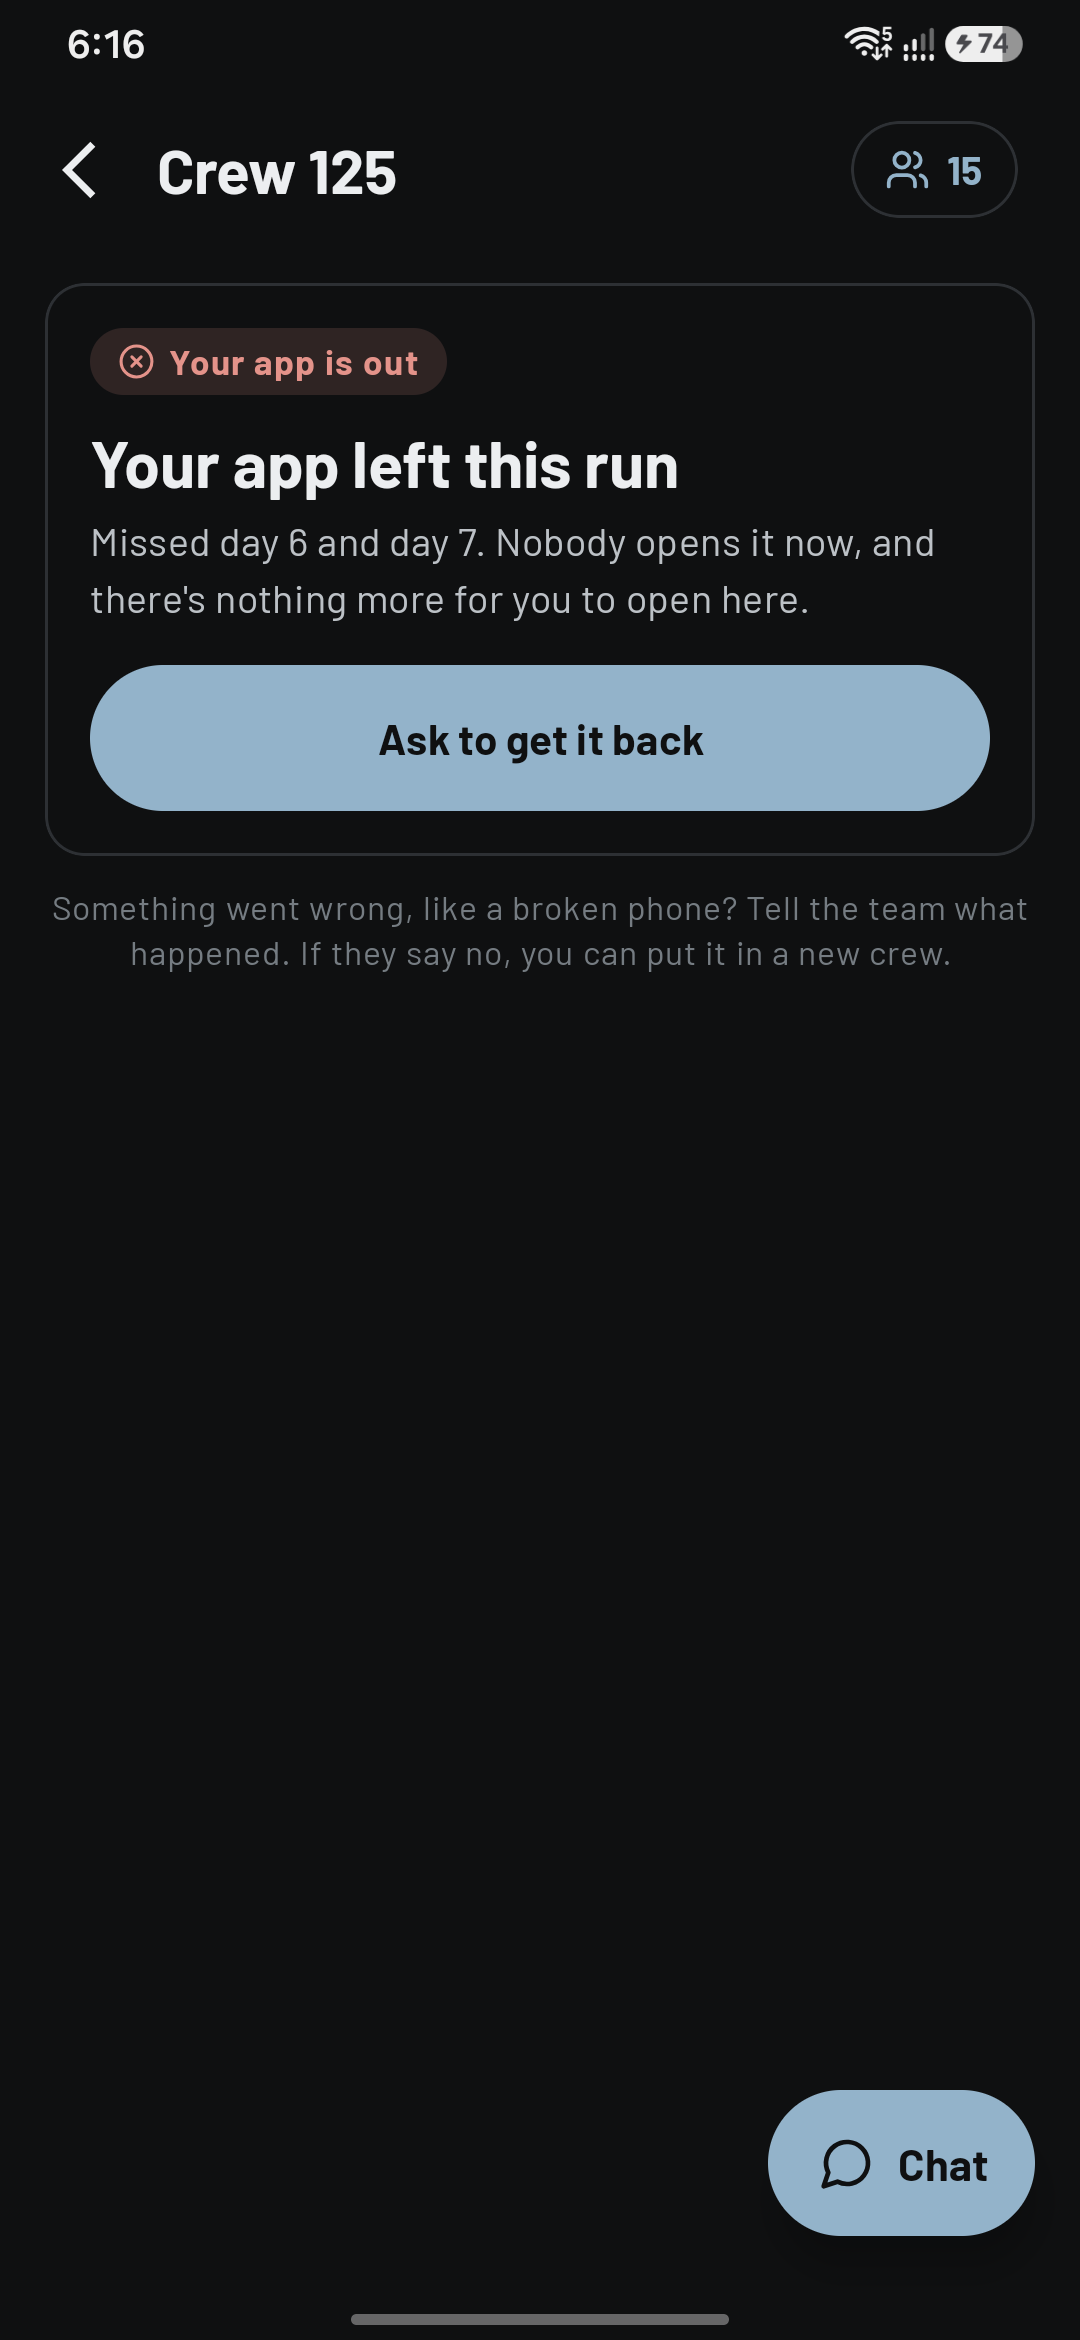 6:16
5
74
Crew 125
15
Your app is out
Your app left this run
Missed day 6 and day 7. Nobody opens it now, and
there's nothing more for you to open here.
Ask to get it back
Something went wrong, like a broken phone? Tell the team what
happened. If they say no, you can put it in a new crew.
Chat